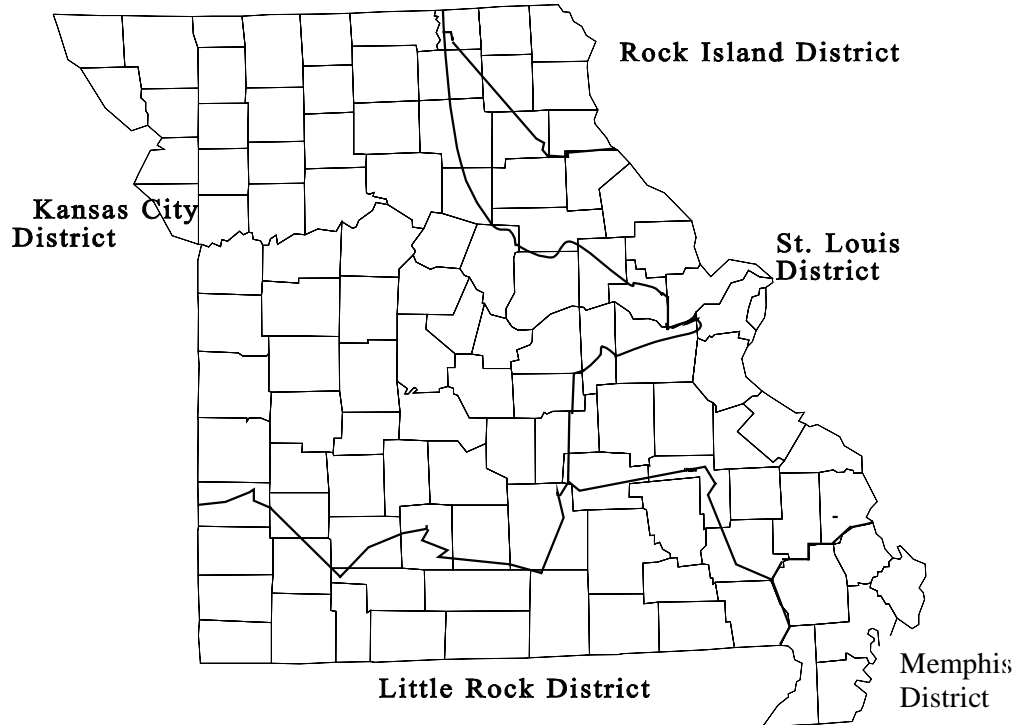 Rock Island District
Kansas City
District
St. Louis
District
Memphis
District
Little Rock District